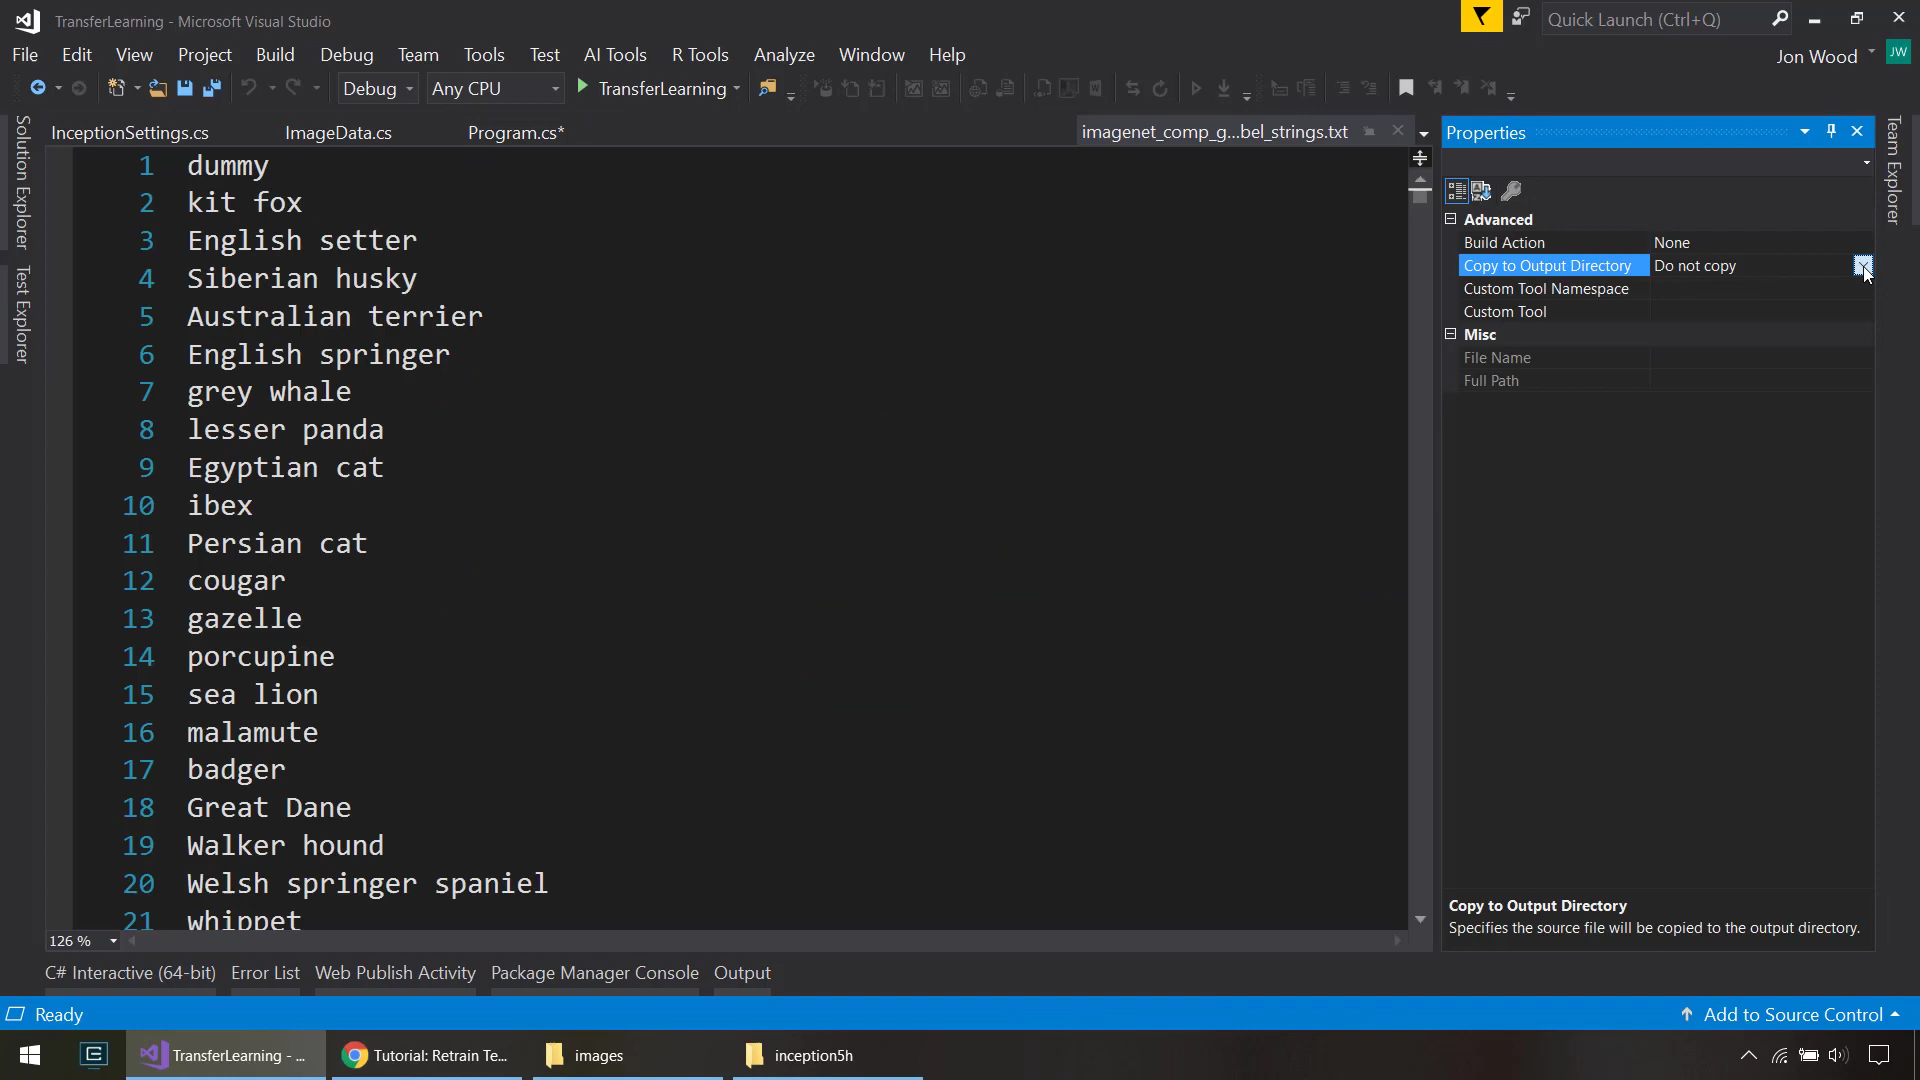 TransferLearning - Microsoft Visual Studio
Quick Launch (Ctrl+Q)
File Edit View Project Build Debug Team Tools Test AI Tools R Tools Analyze Window Help
Jon Wood JW
Debug Any CPU TransferLearning
InceptionSettings.cs ImageData.cs Program.cs* imagenet_comp_g...bel_strings.txt
Properties
Solution Explorer
Test Explorer
Team Explorer
1 dummy
2 kit fox
3 English setter
4 Siberian husky
5 Australian terrier
6 English springer
7 grey whale
8 lesser panda
9 Egyptian cat
10 ibex
11 Persian cat
12 cougar
13 gazelle
14 porcupine
15 sea lion
16 malamute
17 badger
18 Great Dane
19 Walker hound
20 Welsh springer spaniel
21 whippet
Advanced
Build Action None
Copy to Output Directory Do not copy
Custom Tool Namespace
Custom Tool
Misc
File Name
Full Path
Copy to Output Directory
Specifies the source file will be copied to the output directory.
126 %
C# Interactive (64-bit) Error List Web Publish Activity Package Manager Console Output
Ready
Add to Source Control
TransferLearning - ... Tutorial: Retrain Te... images inception5h